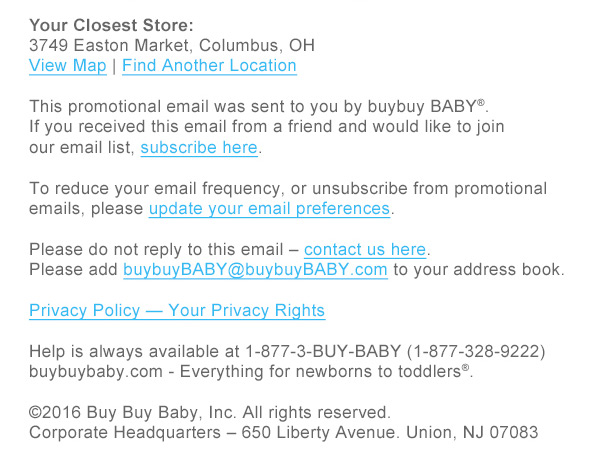 Your Closest Store:
3749 Easton Market, Columbus, OH
View Map | Find Another Location
This promotional email was sent to you by buybuy BABY®.
If you received this email from a friend and would like to join
our email list, subscribe here.
To reduce your email frequency, or unsubscribe from promotional
emails, please update your email preferences.
Please do not reply to this email – contact us here.
Please add buybuyBABY@buybuyBABY.com to your address book.
Privacy Policy — Your Privacy Rights
Help is always available at 1-877-3-BUY-BABY (1-877-328-9222)
buybuybaby.com - Everything for newborns to toddlers®.
©2016 Buy Buy Baby, Inc. All rights reserved.
Corporate Headquarters – 650 Liberty Avenue. Union, NJ 07083